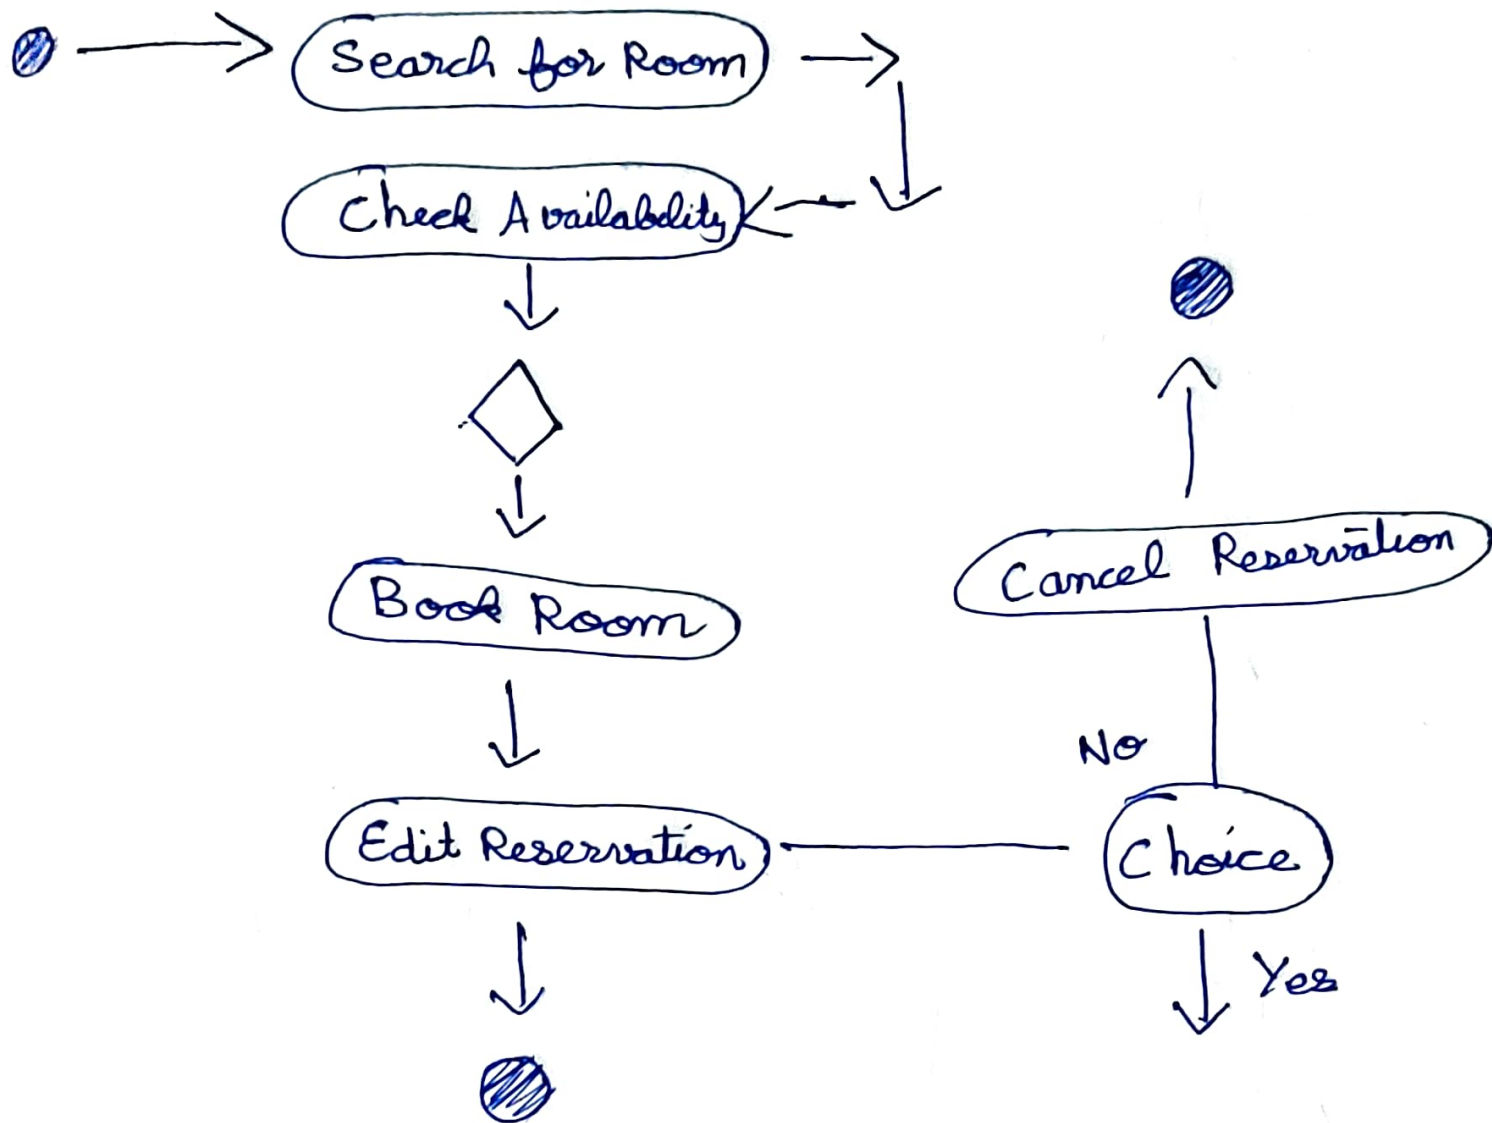 Search for Room
Check Availability
Book Room
Cancel Reservation
No
Edit Reservation
Choice
Yes